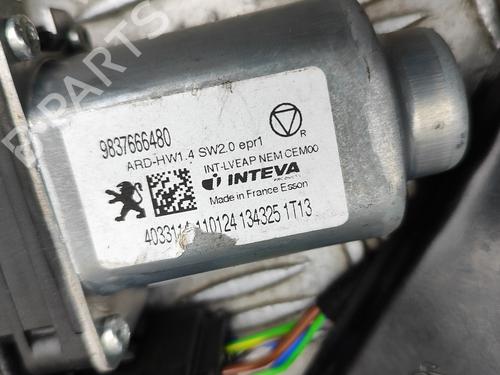 B-PARTS
9837666480
ARD-HW1.4 SW2.0 epr1
R
INT-LVEAP NEM CEM00
INTEVA
PRODUCTS
Made in France Esson
110124 134325 1T13